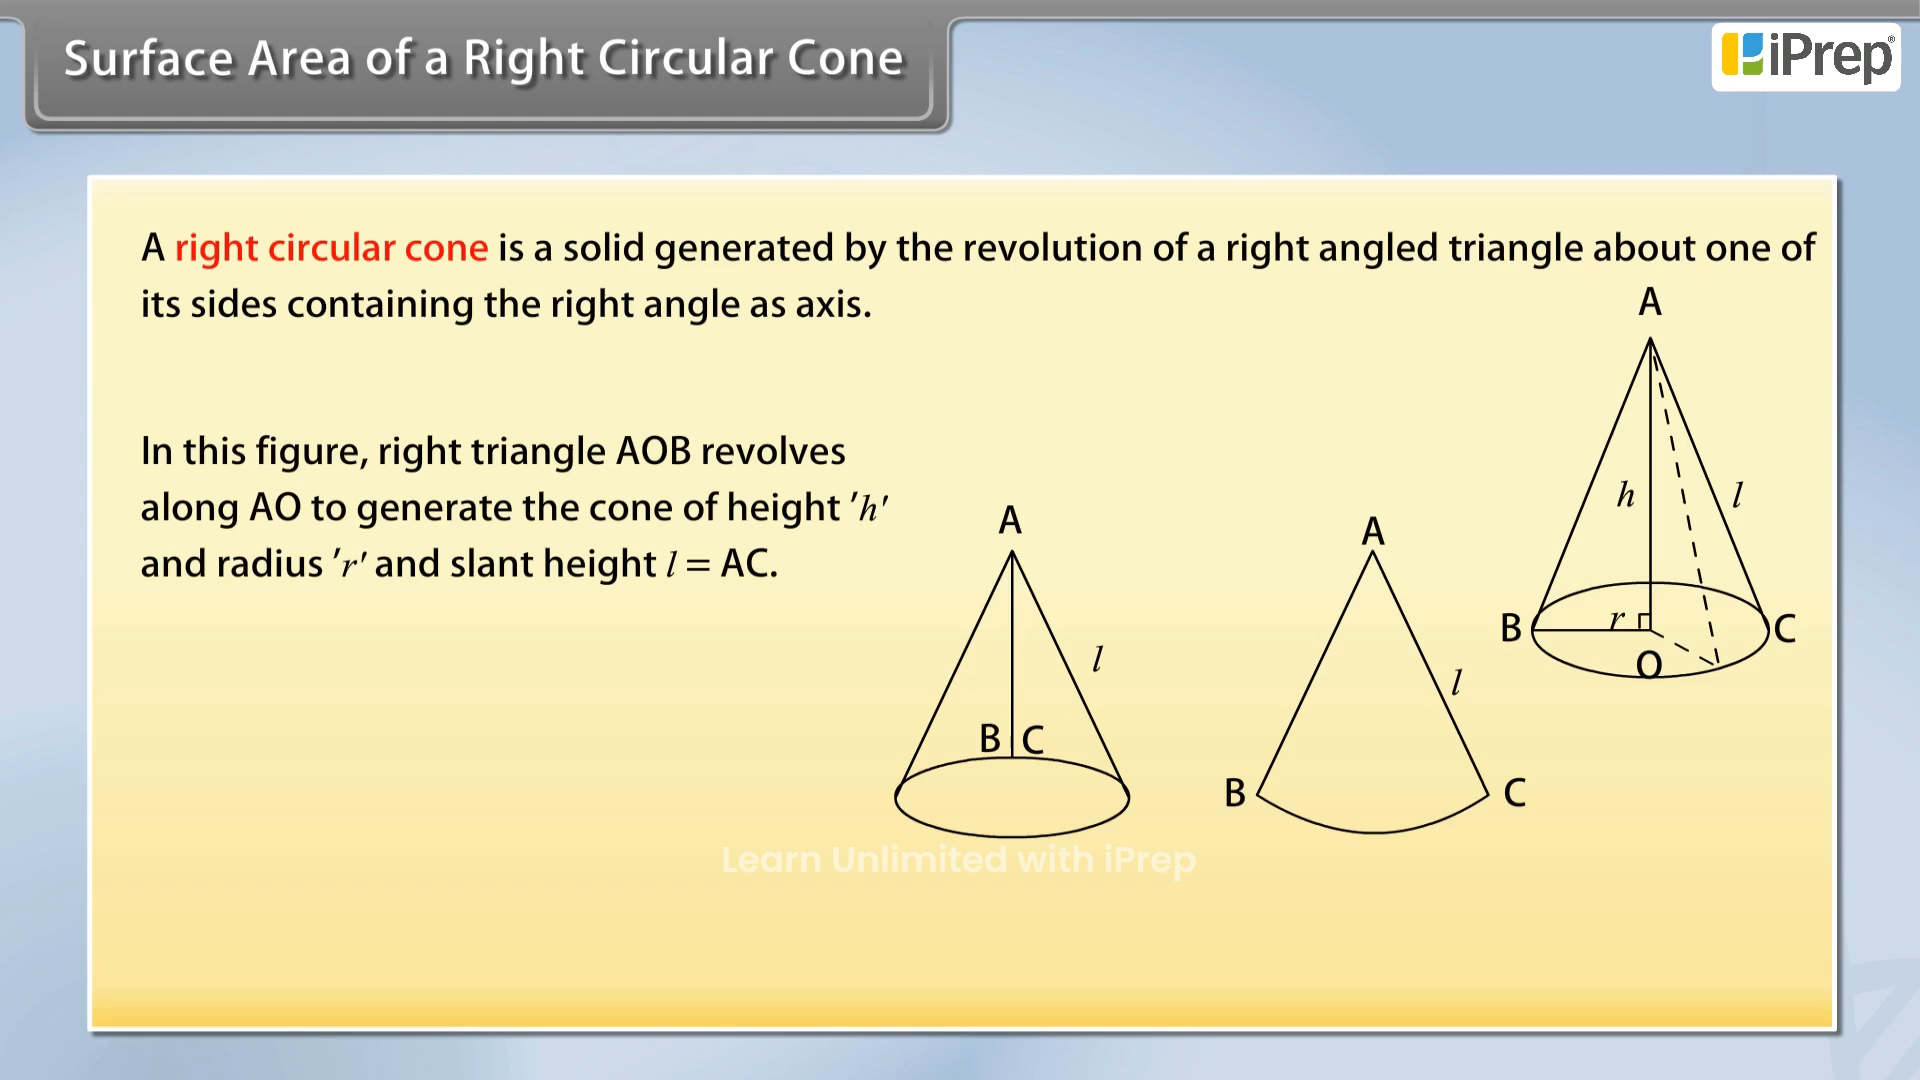 Surface Area of a Right Circular Cone
iPrep®
A right circular cone is a solid generated by the revolution of a right angled triangle about one of
its sides containing the right angle as axis.
In this figure, right triangle AOB revolves
along AO to generate the cone of height ′h′
and radius ′r′ and slant height l = AC.
A
l
B C
A
l
B C
A
h l
r
B C
O
Learn Unlimited with iPrep